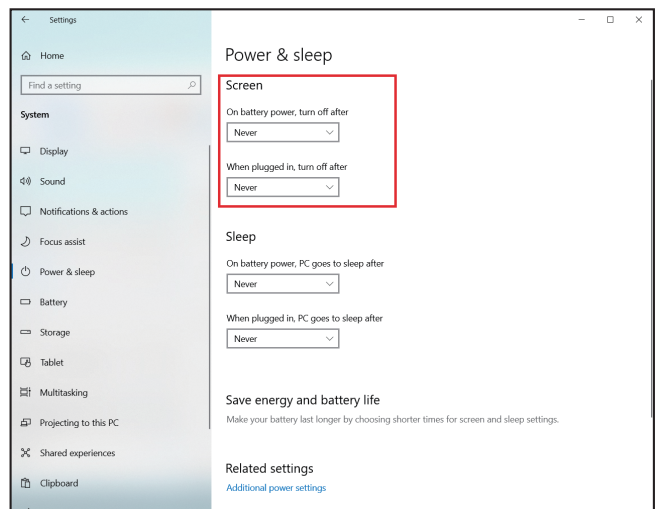 Settings
Home
Find a setting
System
Display
Sound
Notifications & actions
Focus assist
Power & sleep
Battery
Storage
Tablet
Multitasking
Projecting to this PC
Shared experiences
Clipboard
Power & sleep
Screen
On battery power, turn off after
Never
When plugged in, turn off after
Never
Sleep
On battery power, PC goes to sleep after
Never
When plugged in, PC goes to sleep after
Never
Save energy and battery life
Make your battery last longer by choosing shorter times for screen and sleep settings.
Related settings
Additional power settings